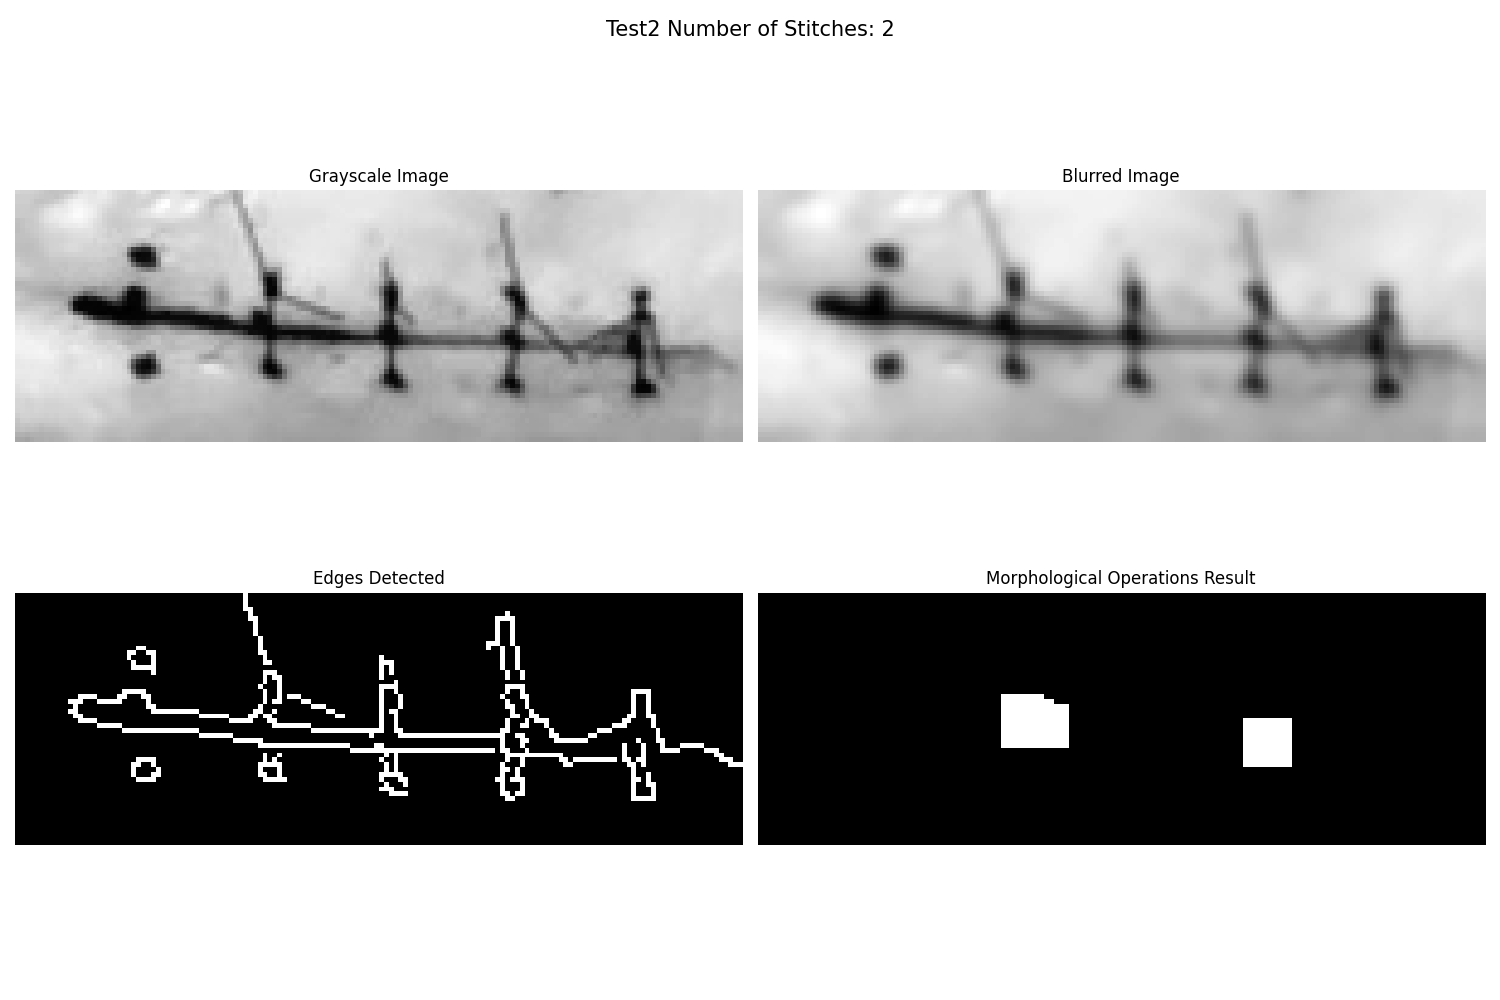 Test2 Number of Stitches: 2
Grayscale Image
Blurred Image
Edges Detected
Morphological Operations Result